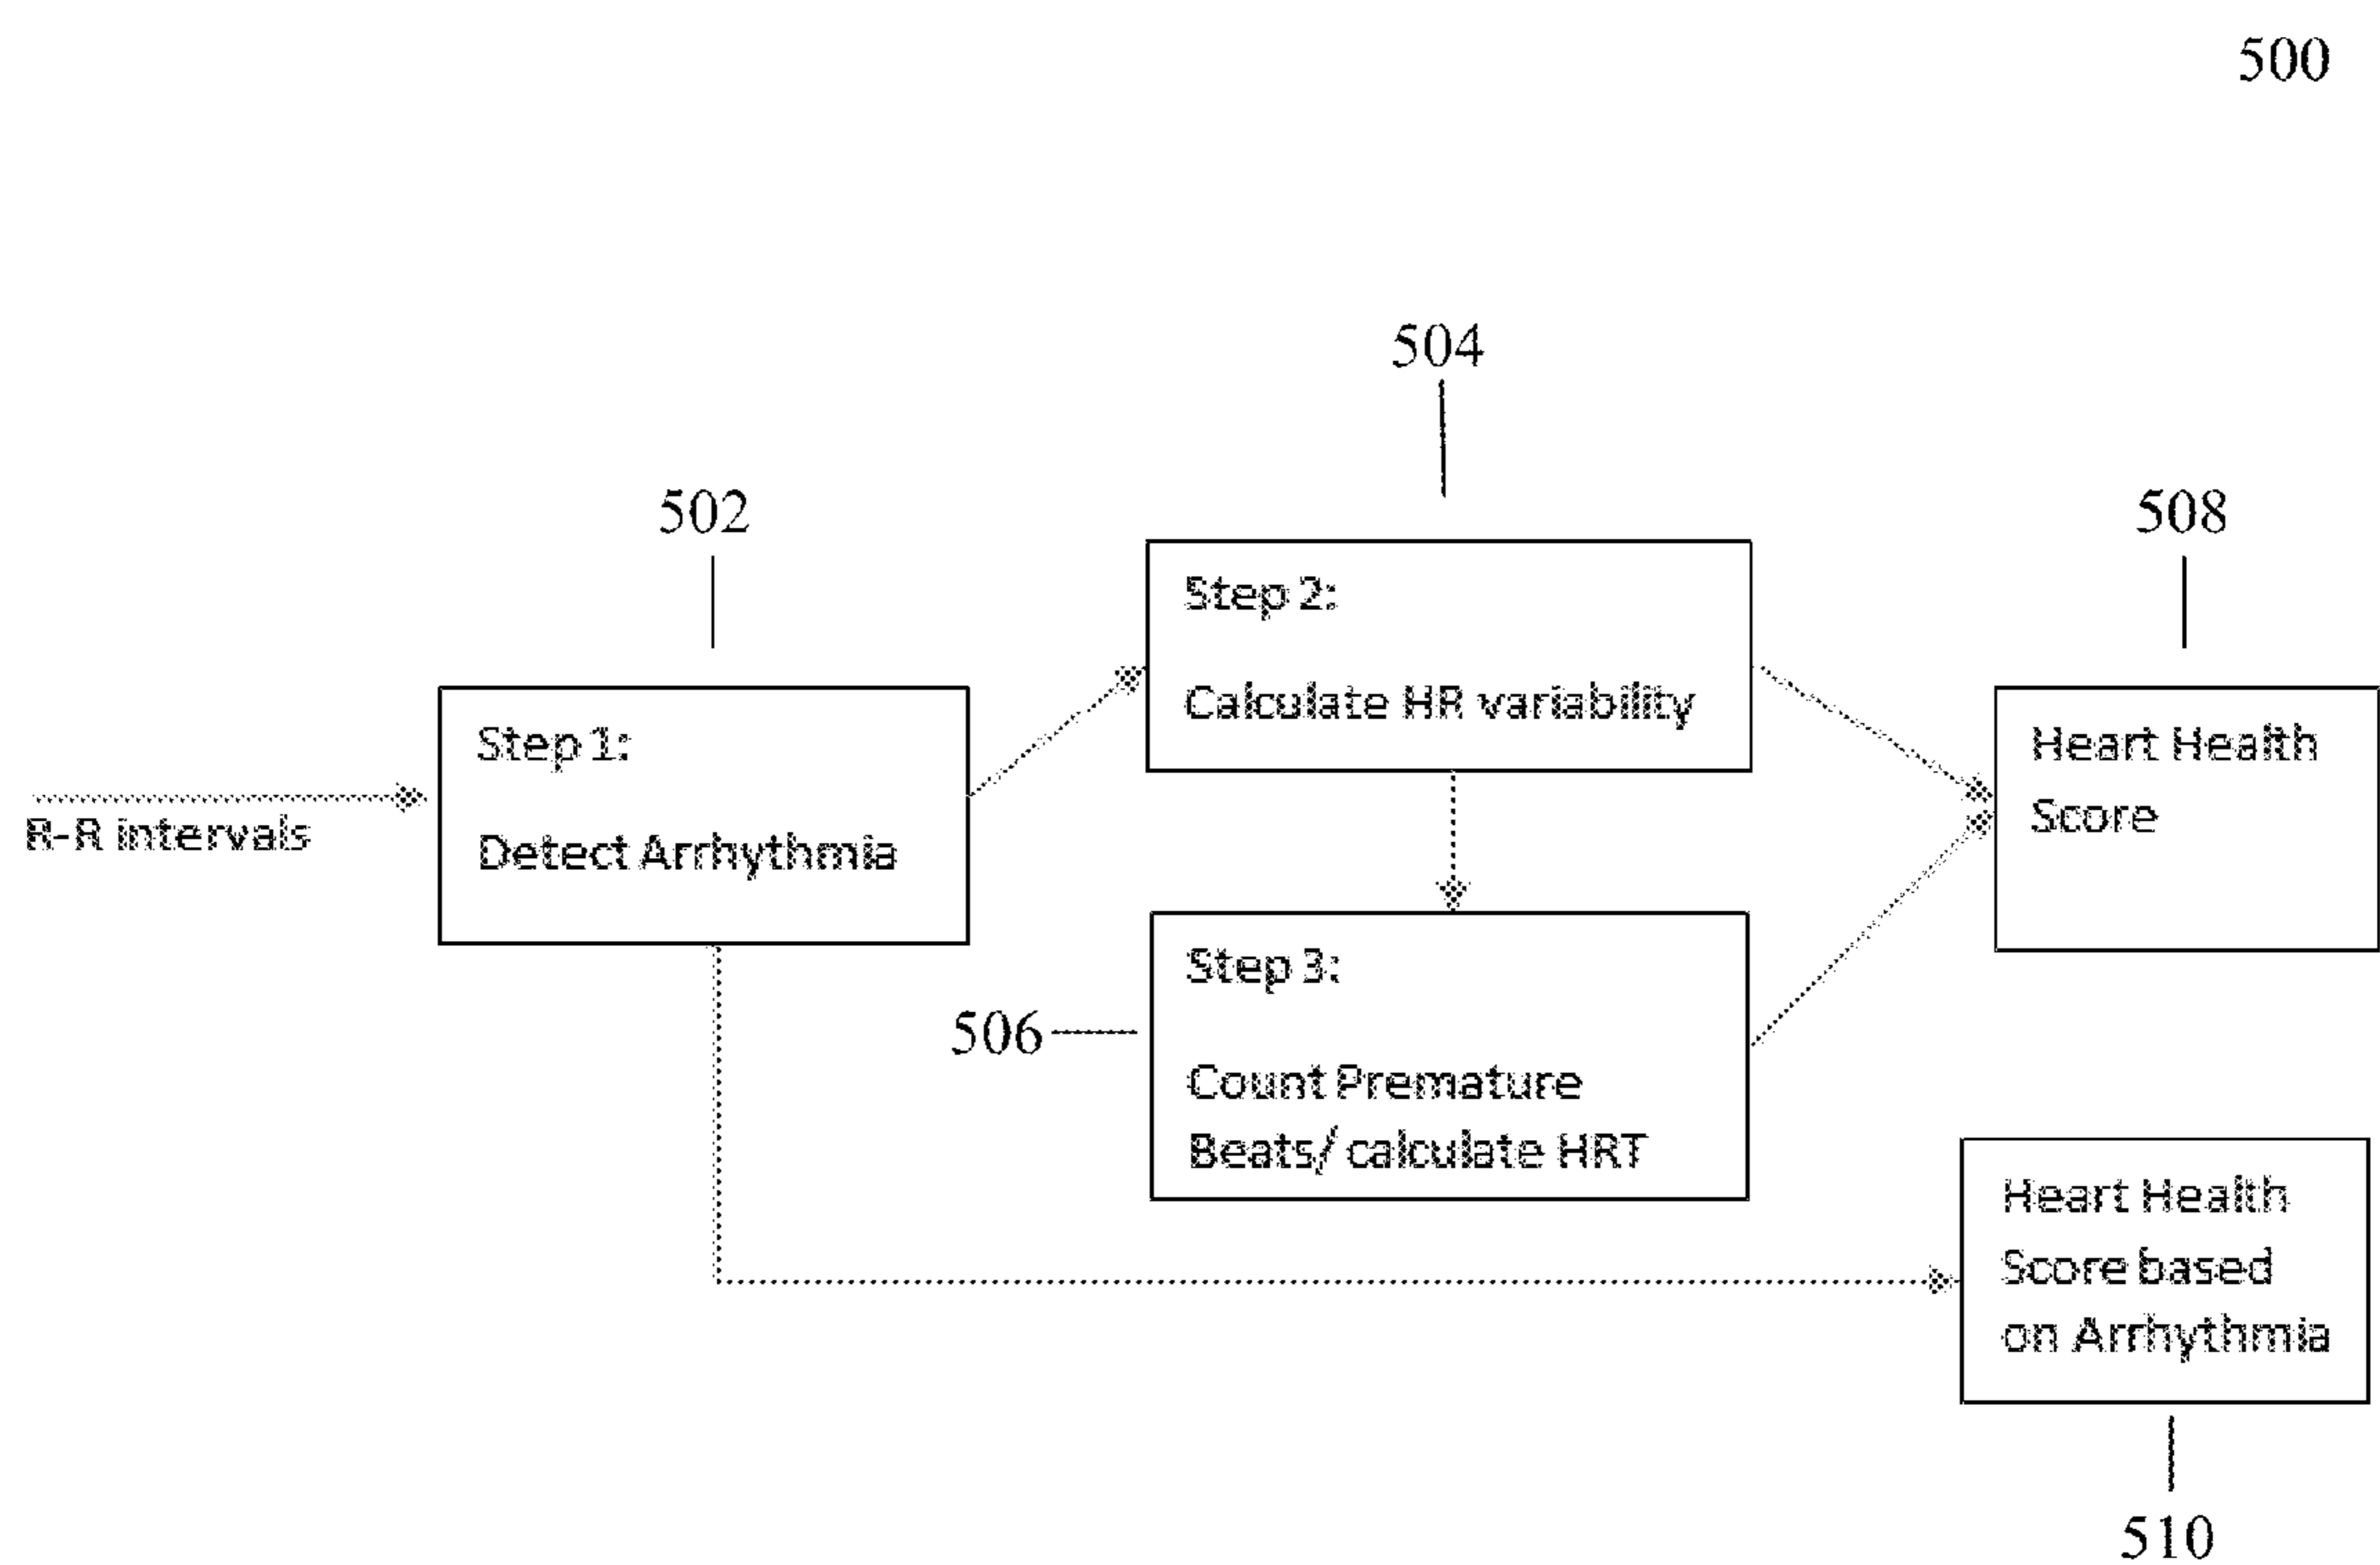 500
504
502
508
Step 2:
Calculate HR variability
Step 1:
Detect Arrhythmia
Heart Health
Score
R-R intervals
Step 3:
506
Count Premature
Beats/ calculate HRT
Heart Health
Score based
on Arrhythmia
510